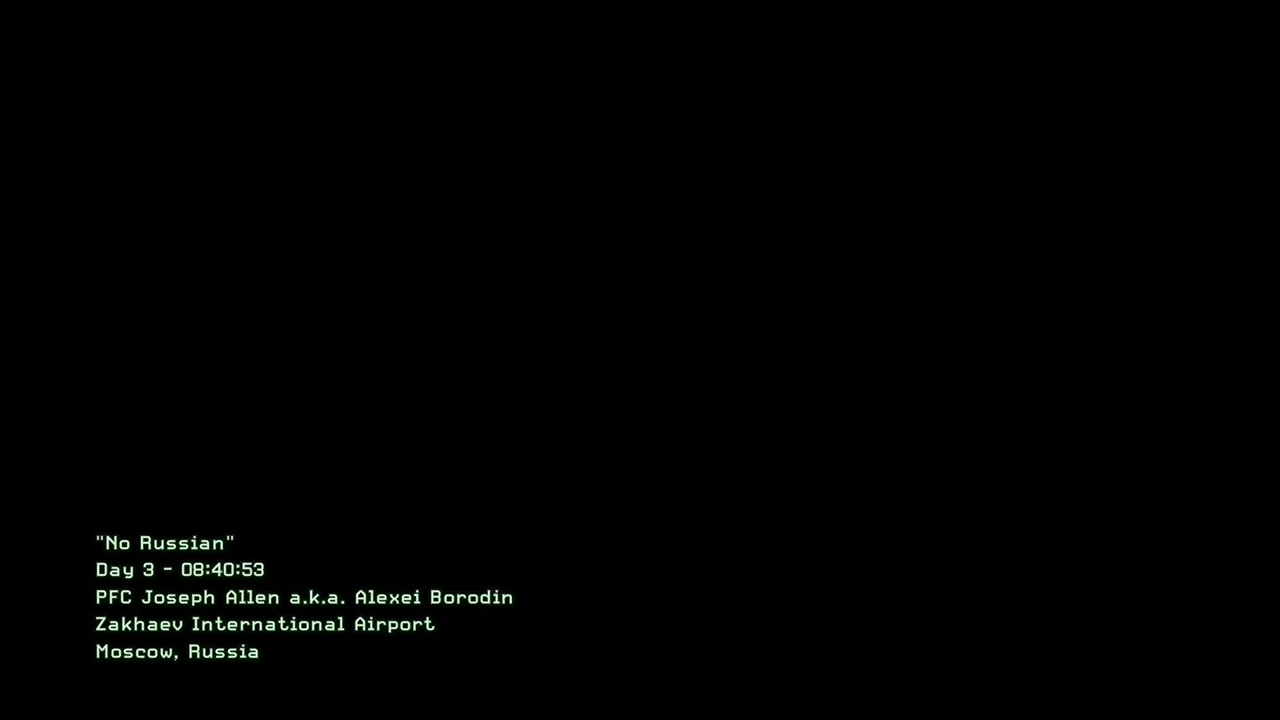 "No Russian"
Day 3 - 08:40:53
PFC Joseph Allen a.k.a. Alexei Borodin
Zakhaev International Airport
Moscow, Russia